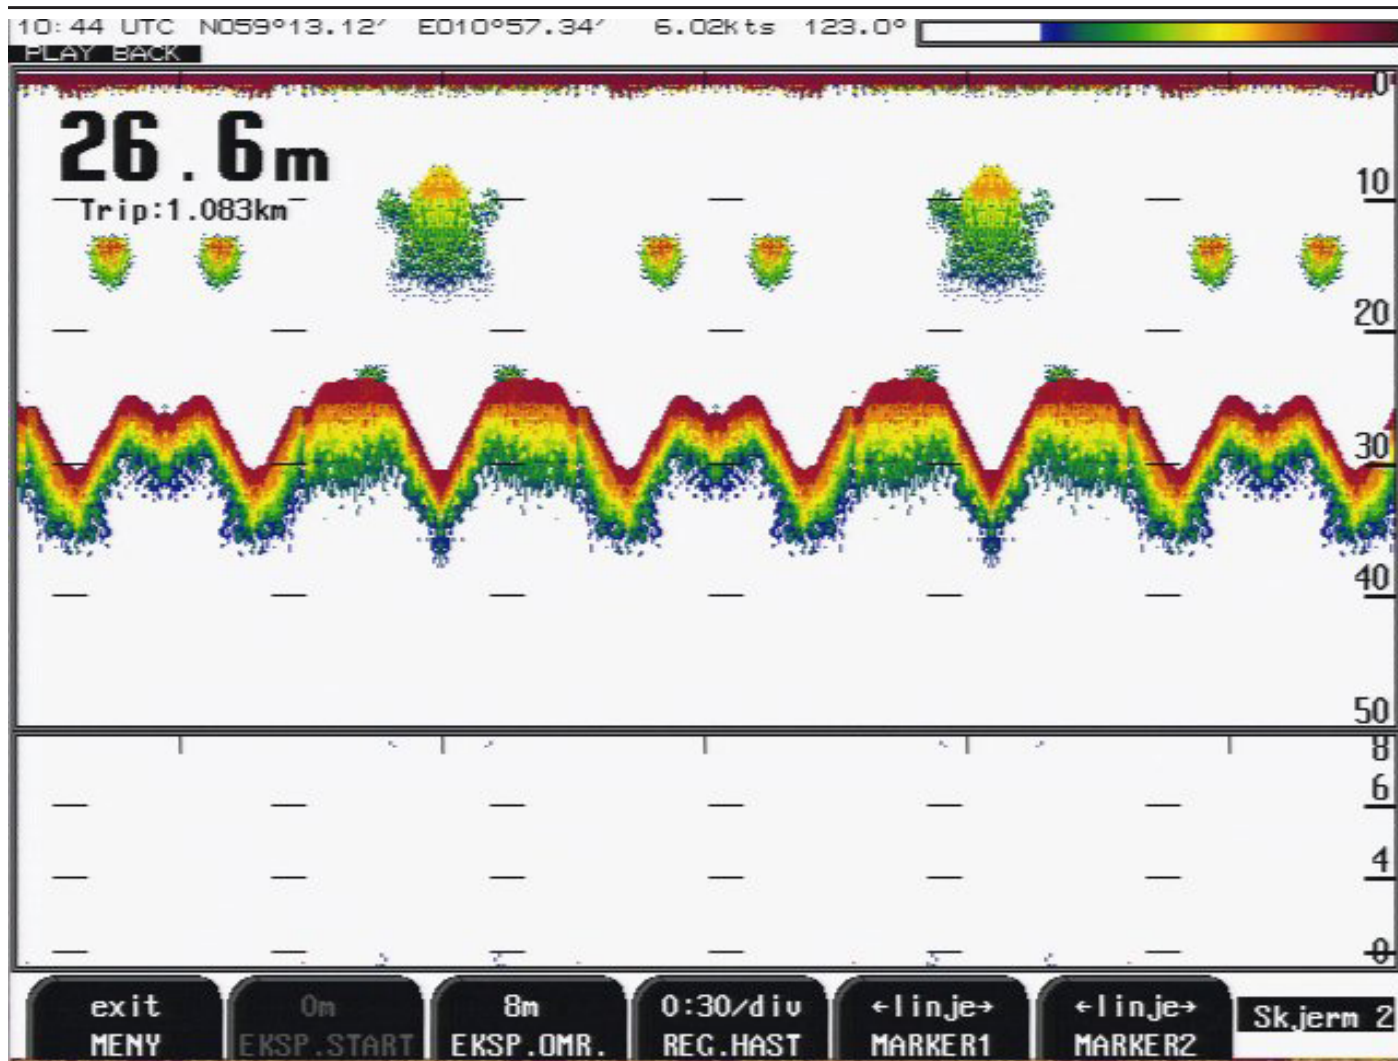 10:44 UTC N059°13.12′ E010°57.34′ 6.02kts 123.0°
PLAY BACK
0
26.6m
Trip:1.083km
10
20
30
40
50
8
6
4
0
exit 0m 8m 0:30/div ←linje→ ←linje→
MENY EKSP.START EKSP.OMR. REG.HAST MARKER1 MARKER2
Skjerm 2